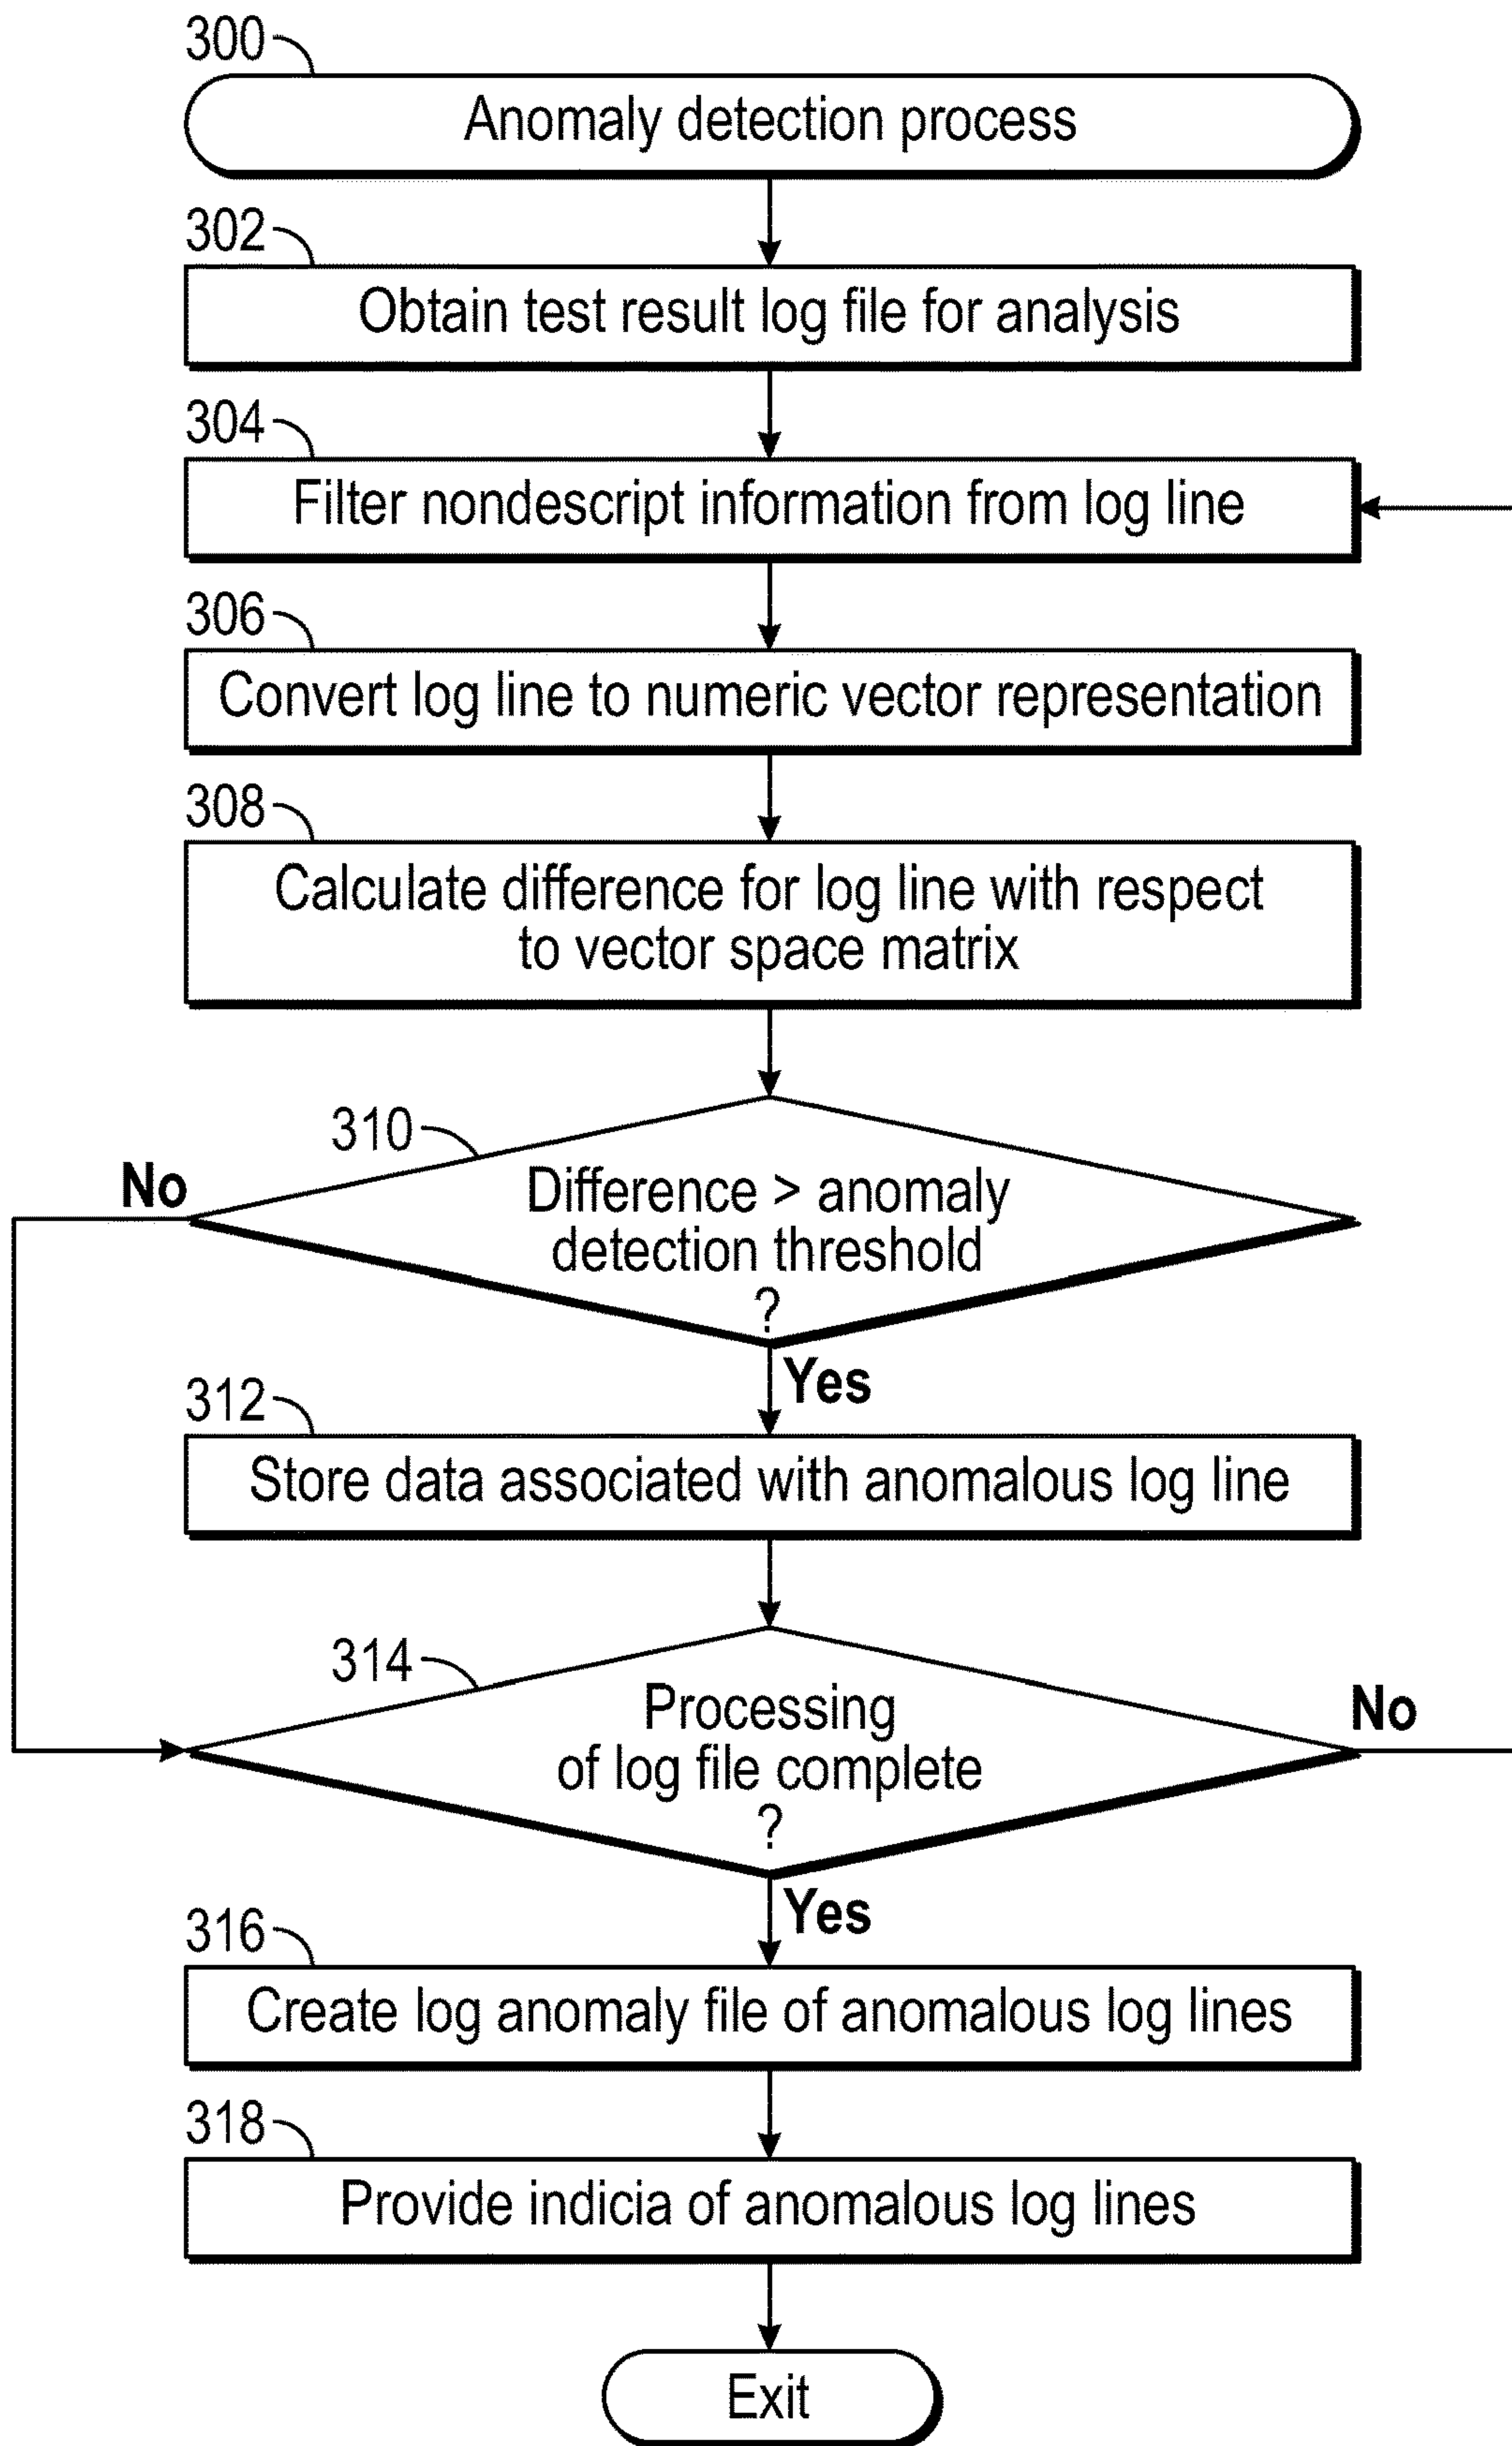 300
Anomaly detection process
302
Obtain test result log file for analysis
304
Filter nondescript information from log line
306
Convert log line to numeric vector representation
308
Calculate difference for log line with respect
to vector space matrix
310
No
Difference > anomaly
detection threshold
?
Yes
312
Store data associated with anomalous log line
314
Processing
of log file complete
?
No
Yes
316
Create log anomaly file of anomalous log lines
318
Provide indicia of anomalous log lines
Exit